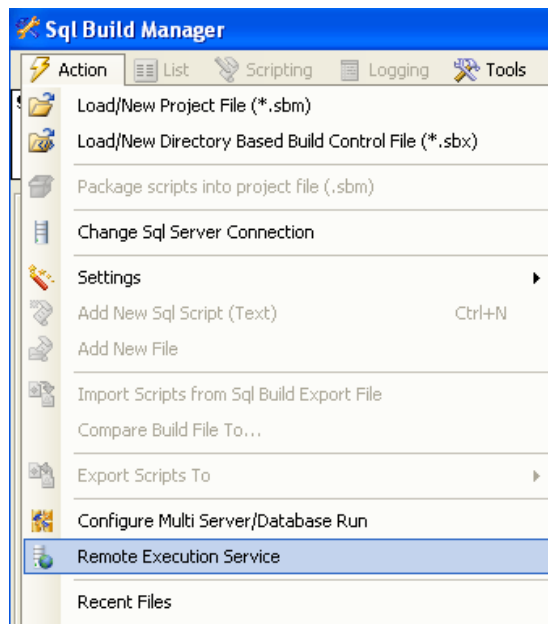 Sql Build Manager
Action List Scripting Logging Tools
Load/New Project File (*.sbm)
Load/New Directory Based Build Control File (*.sbx)
Package scripts into project file (.sbm)
Change Sql Server Connection
Settings
Add New Sql Script (Text) Ctrl+N
Add New File
Import Scripts from Sql Build Export File
Compare Build File To...
Export Scripts To
Configure Multi Server/Database Run
Remote Execution Service
Recent Files